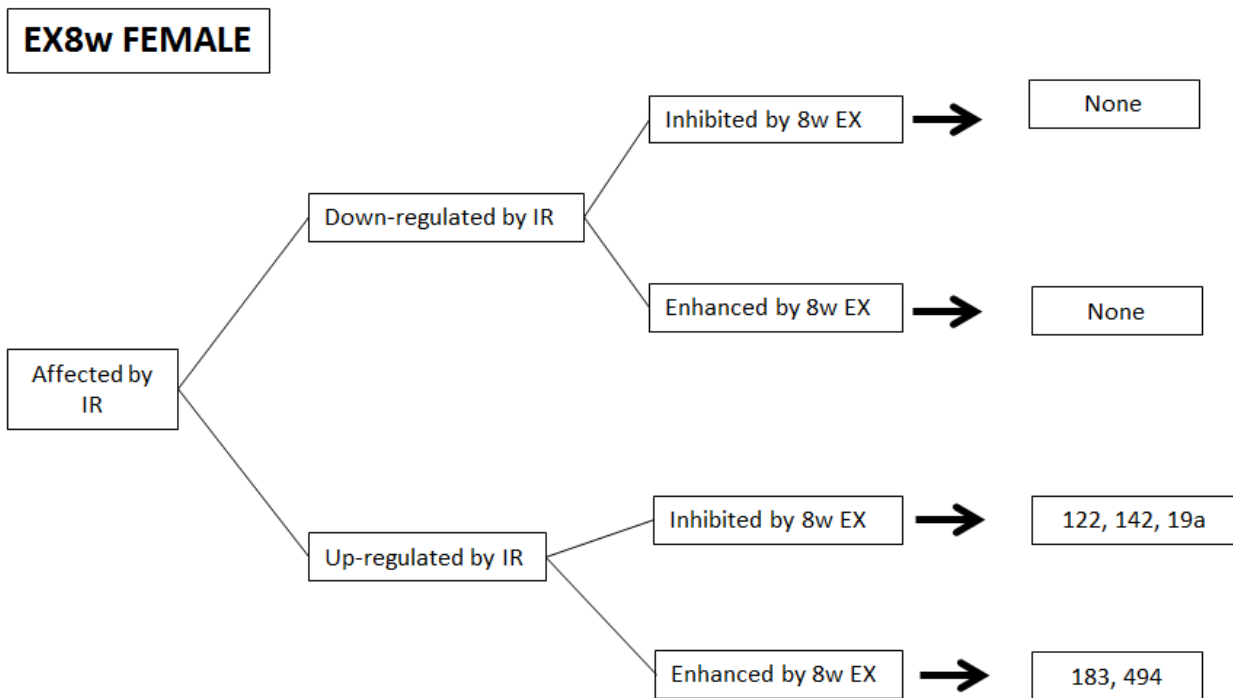 EX8w FEMALE
Inhibited by 8w EX
None
Down-regulated by IR
Enhanced by 8w EX
None
Affected by
IR
Inhibited by 8w EX
122, 142, 19a
Up-regulated by IR
Enhanced by 8w EX
183, 494